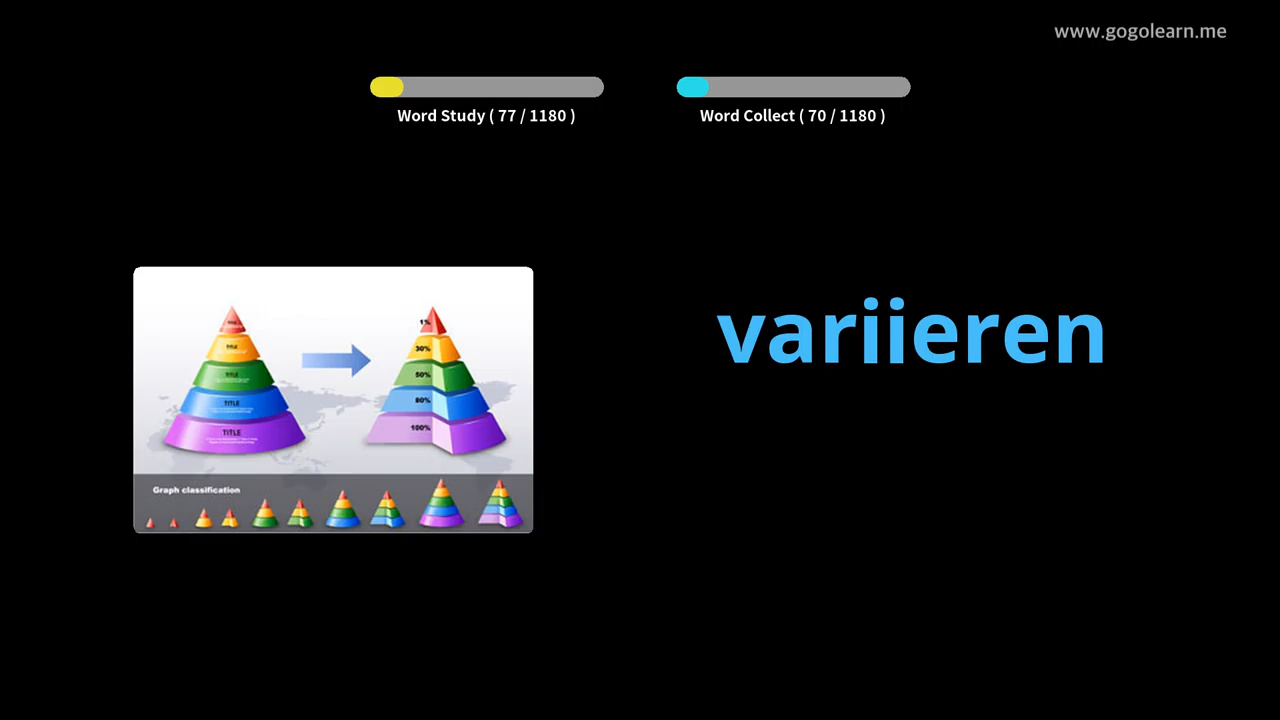 www.gogolearn.me
Word Study ( 77 / 1180 )
Word Collect ( 70 / 1180 )
variieren
TITLE
TITLE
TITLE
TITLE
1%
30%
50%
80%
100%
Graph classification